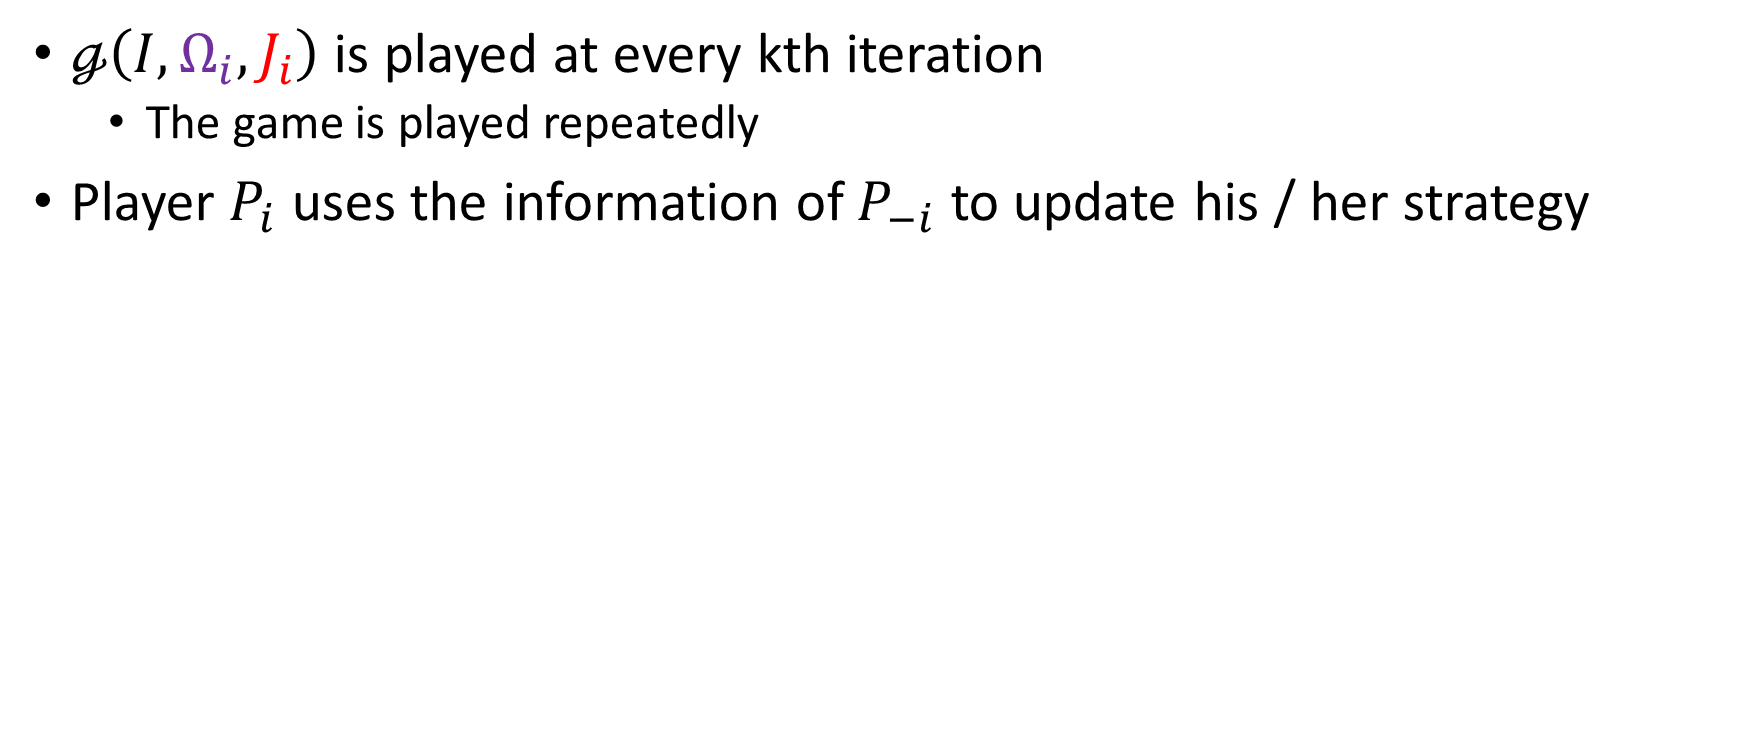 • ℊ(I, Ωᵢ, Jᵢ) is played at every kth iteration
• The game is played repeatedly
• Player Pᵢ uses the information of P₋ᵢ to update his / her strategy